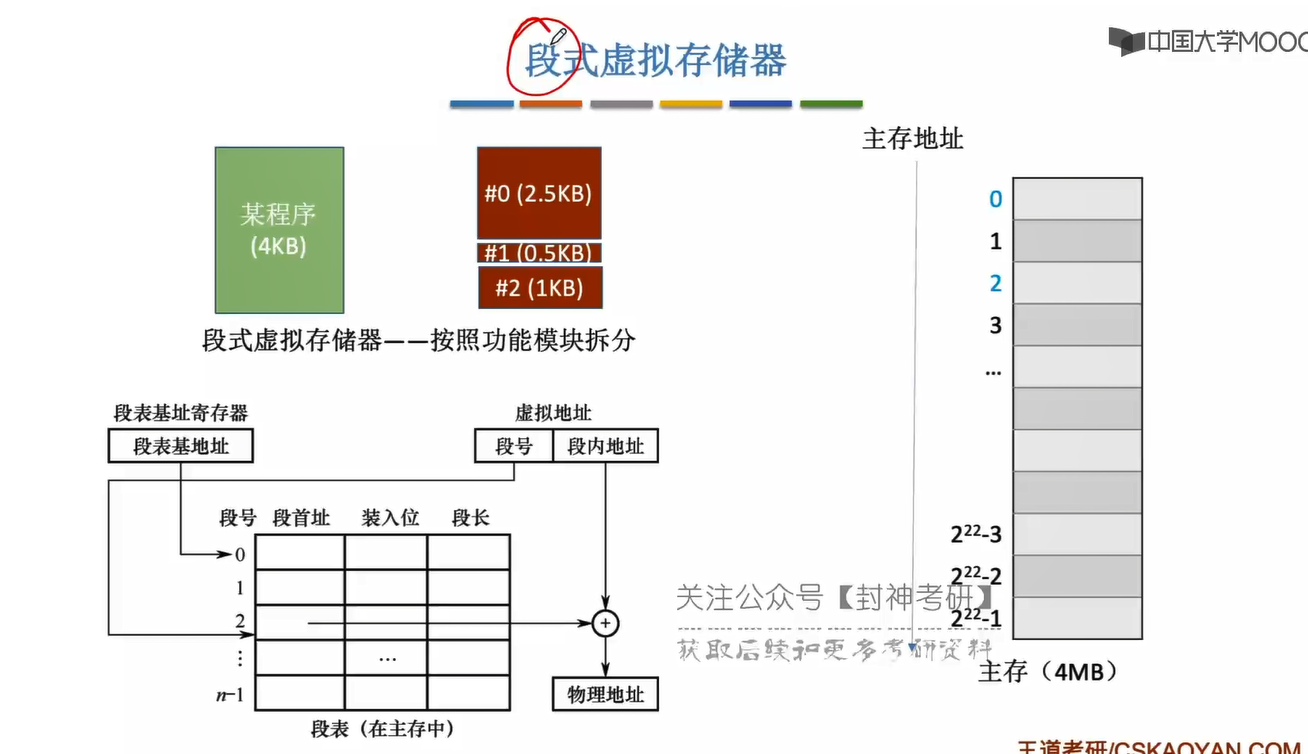 段式虚拟存储器
中国大学MOOC
某程序
(4KB)
#0 (2.5KB)
#1 (0.5KB)
#2 (1KB)
段式虚拟存储器——按照功能模块拆分
主存地址
0
1
2
3
...
2²²-3
2²²-2
2²²-1
主存（4MB）
段表基址寄存器
段表基地址
虚拟地址
段号 段内地址
段号 段首址 装入位 段长
0
1
2
⋮ ...
n-1
+
物理地址
段表（在主存中）
关注公众号【封神考研】
获取后续和更多考研资料
王道考研/CSKAOYAN.COM